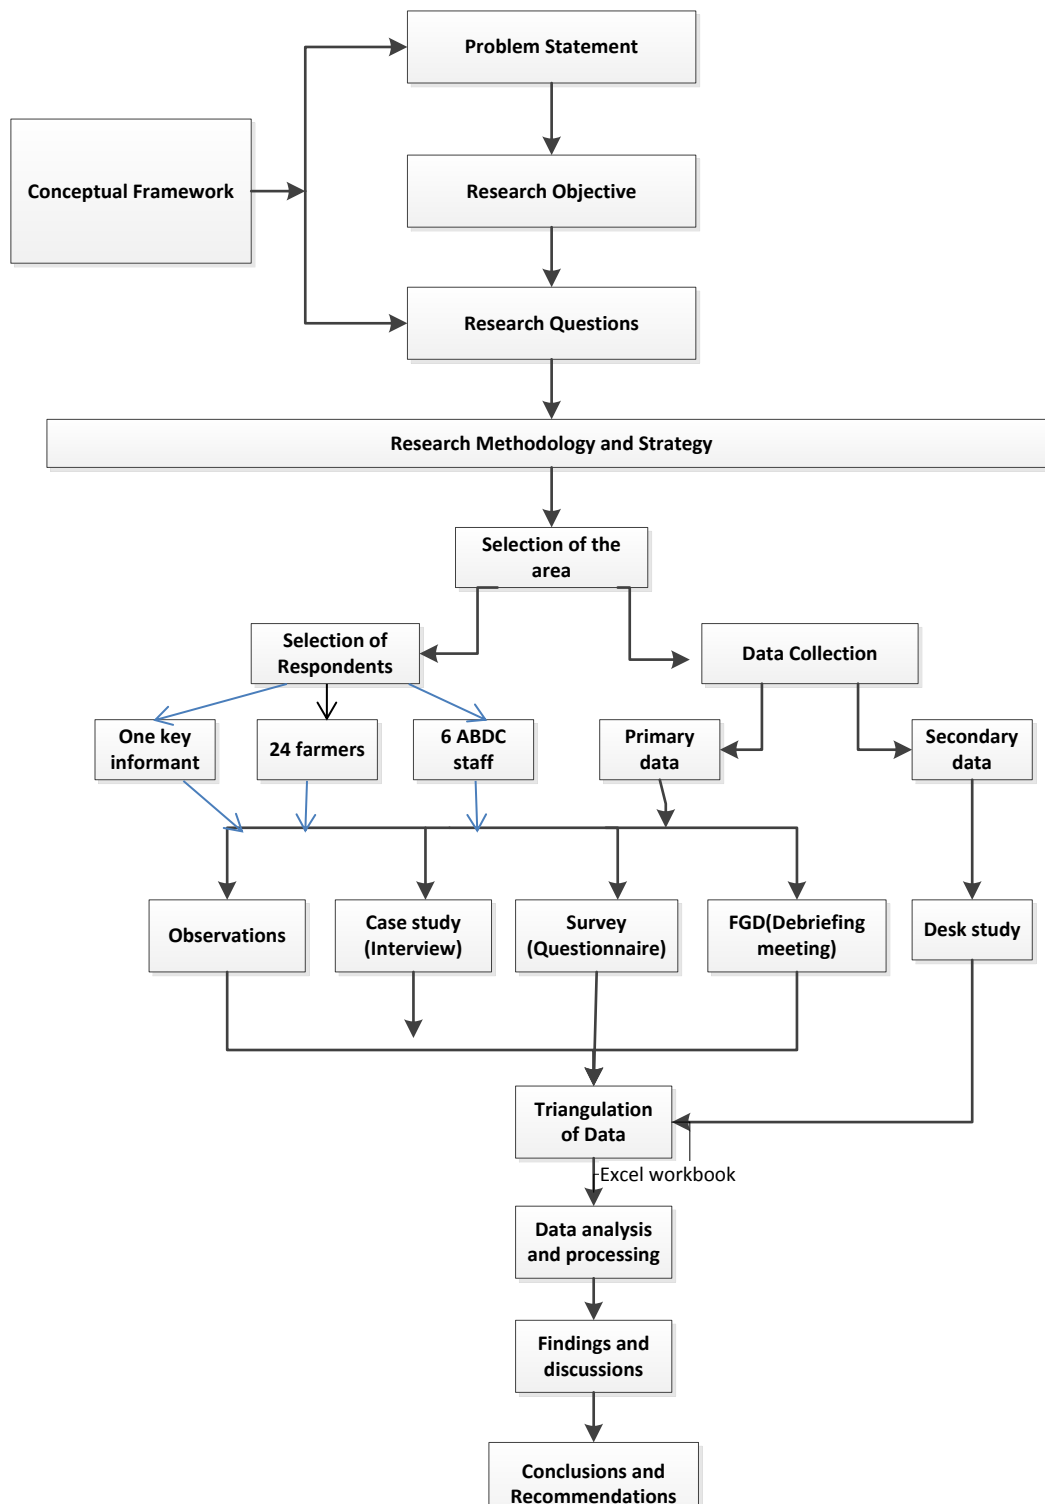 Problem Statement
Conceptual Framework
Research Objective
Research Questions
Research Methodology and Strategy
Selection of the
area
Selection of
Respondents
Data Collection
One key
informant
24 farmers
6 ABDC
staff
Primary
data
Secondary
data
Observations
Case study
(Interview)
Survey
(Questionnaire)
FGD(Debriefing
meeting)
Desk study
Triangulation
of Data
Excel workbook
Data analysis
and processing
Findings and
discussions
Conclusions and
Recommendations